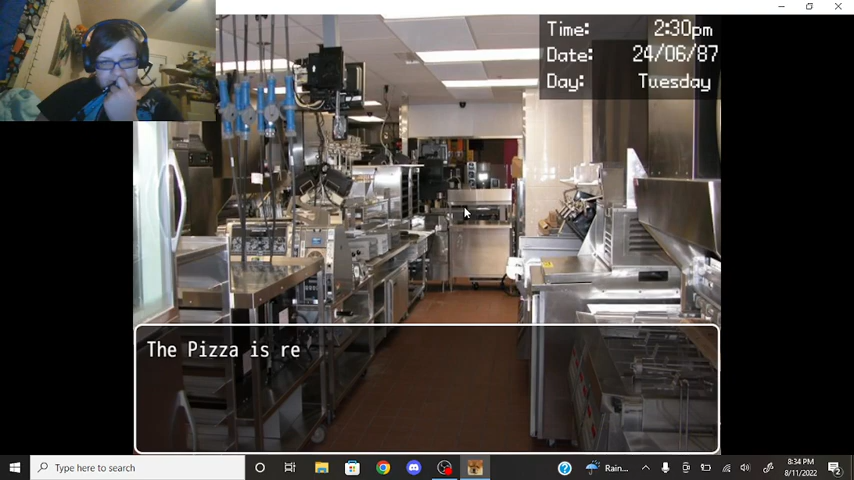 Time: 2:30pm
Date: 24/06/87
Day: Tuesday
The Pizza is re
Type here to search
Rain...
8:34 PM
8/11/2022
2